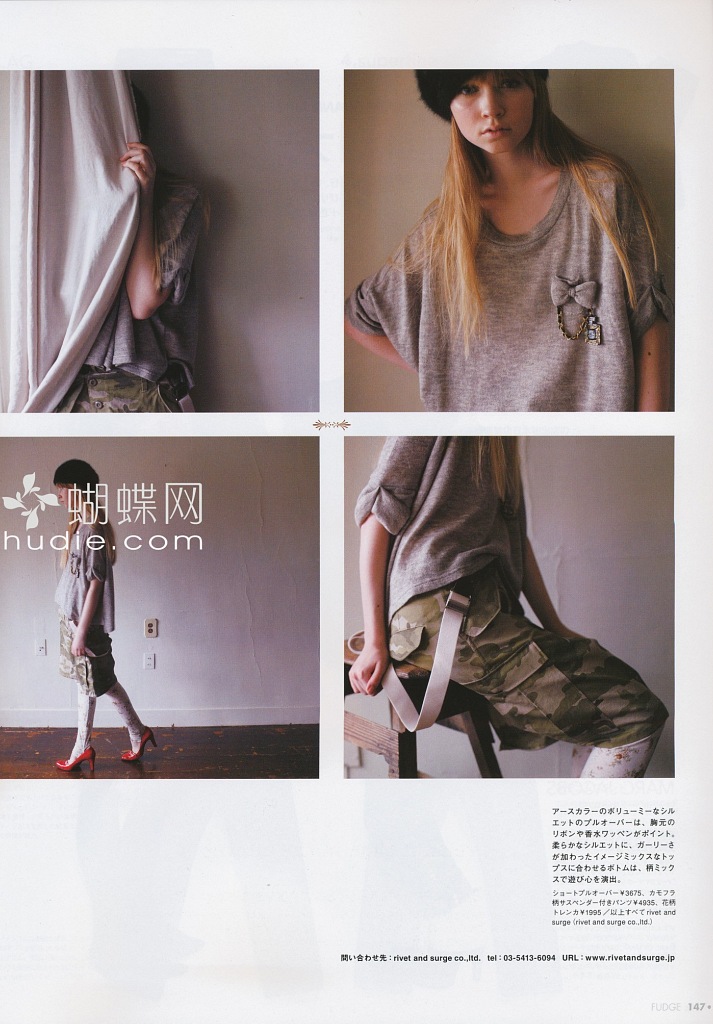 蝴蝶网
hudie.com
アースカラーのボリューミーなシル
エットのプルオーバーは、胸元の
リボンや香水ワッペンがポイント。
柔らかなシルエットに、ガーリーさ
が加わったイメージミックスなトッ
プスに合わせるボトムは、柄ミック
スで遊び心を演出。
ショートプルオーバー¥3675、カモフラ
柄サスペンダー付きパンツ¥4935、花柄
トレンカ¥1995／以上すべてrivet and
surge (rivet and surge co.,ltd.)
問い合わせ先：rivet and surge co.,ltd. tel：03-5413-6094 URL：www.rivetandsurge.jp
FUDGE 147